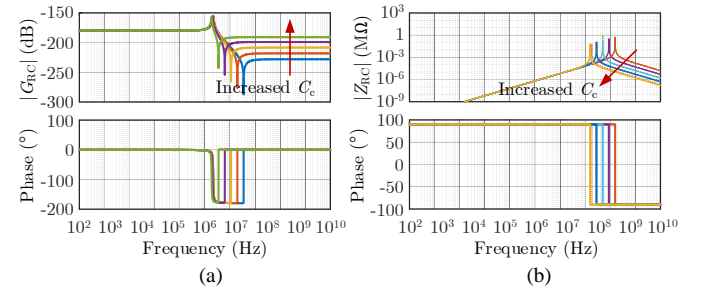 -150
-200
-250
-300
|G_RC| (dB)
Increased C_c
100
0
-100
-200
Phase (°)
10^2 10^3 10^4 10^5 10^6 10^7 10^8 10^9 10^10
Frequency (Hz)
(a)
10^3
1
10^-3
10^-6
10^-9
|Z_RC| (MΩ)
Increased C_c
100
50
0
-50
-100
Phase (°)
10^2 10^3 10^4 10^5 10^6 10^7 10^8 10^9 10^10
Frequency (Hz)
(b)